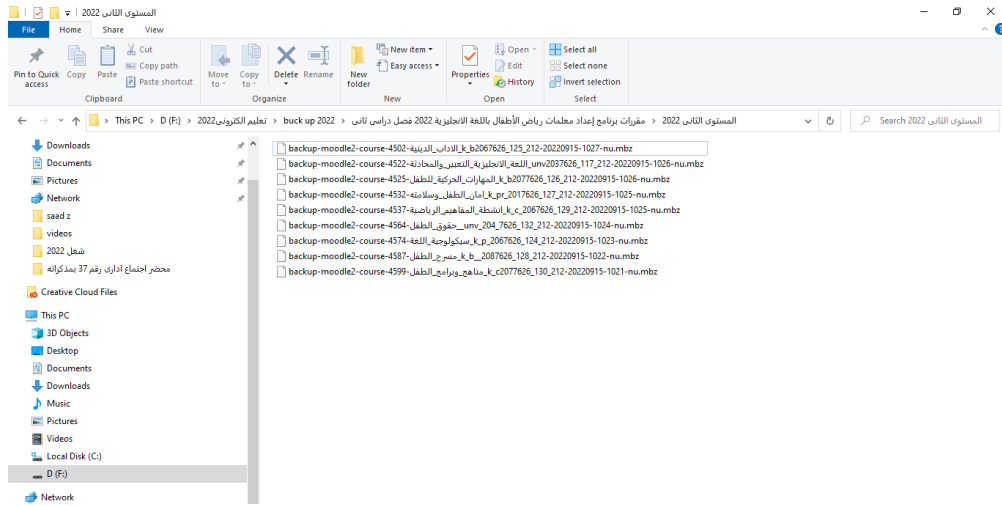 المستوى الثانى 2022
File Home Share View
Pin to Quick access
Copy
Paste
Cut
Copy path
Paste shortcut
Clipboard
Move to
Copy to
Delete
Rename
Organize
New folder
New item
Easy access
New
Properties
Open
Edit
History
Open
Select all
Select none
Invert selection
Select
This PC > D (F:) > تعليم الكترونى2022 > buck up 2022 > مقررات برنامج إعداد معلمات رياض الأطفال باللغة الانجليزية 2022 فصل دراسى ثانى > المستوى الثانى 2022
Search المستوى الثانى 2022
Downloads
Documents
Pictures
Network
saad z
videos
شغل 2022
محضر اجتماع ادارى رقم 37 بمذكراته
Creative Cloud Files
This PC
3D Objects
Desktop
Documents
Downloads
Music
Pictures
Videos
Local Disk (C:)
D (F:)
Network
backup-moodle2-course-4502-الاداب_الدينية_k_b2067626_125_212-20220915-1027-nu.mbz
backup-moodle2-course-4522-اللغة_الانجليزية_التعبير_والمحادثة_unv2037626_117_212-20220915-1026-nu.mbz
backup-moodle2-course-4525-المهارات_الحركية_للطفل_k_b2077626_126_212-20220915-1026-nu.mbz
backup-moodle2-course-4532-امان_الطفل_وسلامته_k_pr_2017626_127_212-20220915-1025-nu.mbz
backup-moodle2-course-4537-انشطة_المفاهيم_الرياضية_k_c_2067626_129_212-20220915-1025-nu.mbz
backup-moodle2-course-4564-حقوق_الطفل__unv_204_7626_132_212-20220915-1024-nu.mbz
backup-moodle2-course-4574-سيكولوجية_اللغة_k_p_2067626_124_212-20220915-1023-nu.mbz
backup-moodle2-course-4587-مسرح_الطفل_k_b__2087626_128_212-20220915-1022-nu.mbz
backup-moodle2-course-4599-مناهج_وبرامج_الطفل_k_c2077626_130_212-20220915-1021-nu.mbz